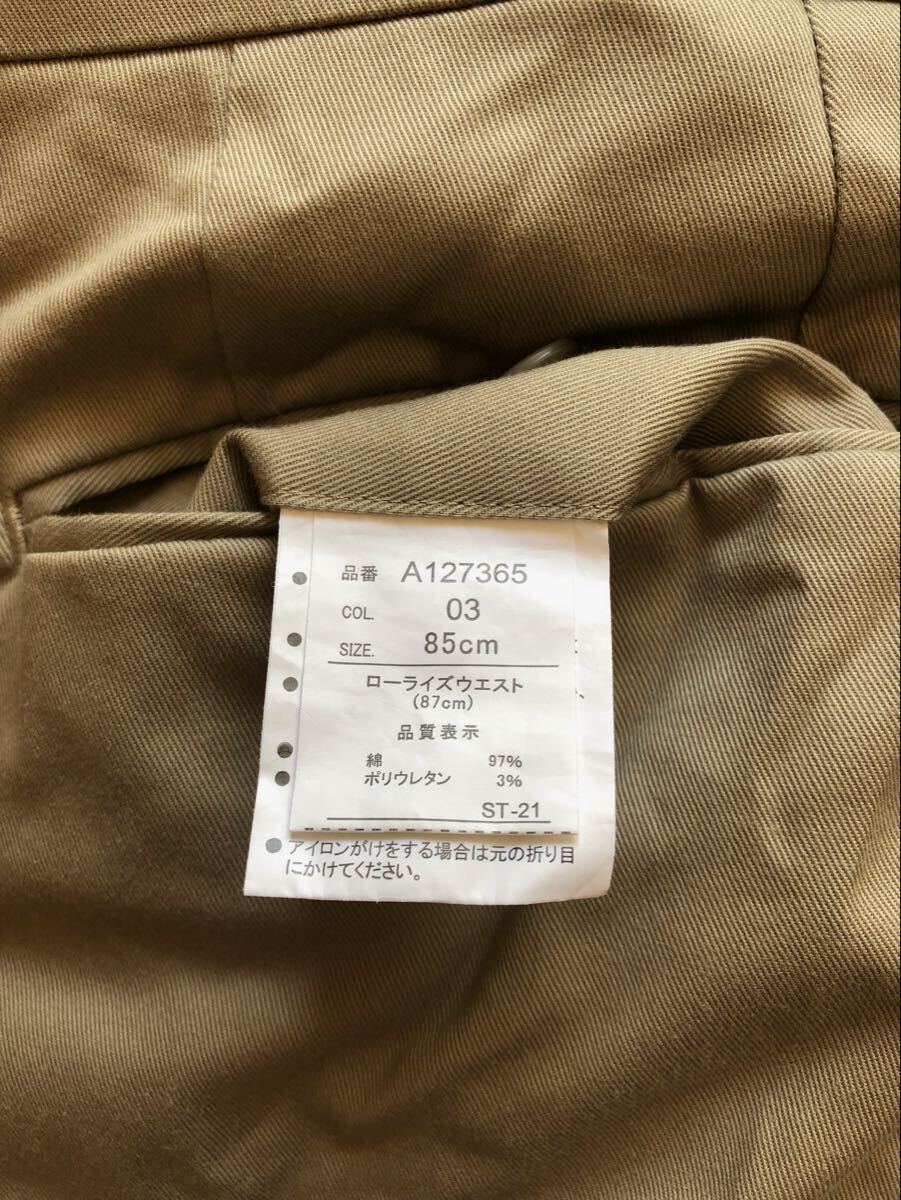 品番 A127365
COL. 03
SIZE. 85cm
ローライズウエスト
(87cm)
品質表示
綿 97%
ポリウレタン 3%
ST-21
●アイロンがけをする場合は元の折り目
にかけてください。